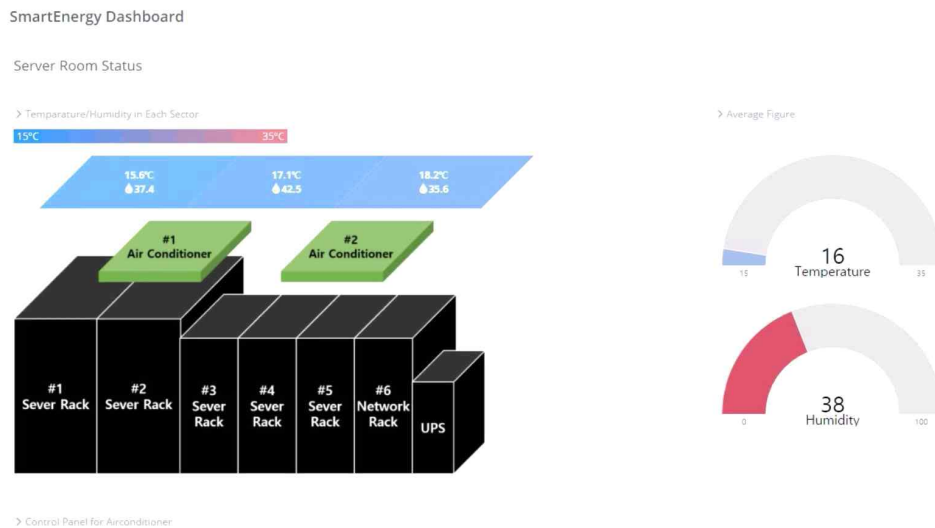 SmartEnergy Dashboard
Server Room Status
Temparature/Humidity in Each Sector
15℃
35℃
15.6℃
37.4
17.1℃
42.5
18.2℃
35.6
#1
Air Conditioner
#2
Air Conditioner
#1
Sever Rack
#2
Sever Rack
#3
Sever
Rack
#4
Sever
Rack
#5
Sever
Rack
#6
Network
Rack
UPS
Average Figure
16
Temperature
15
35
38
Humidity
0
100
Control Panel for Airconditioner